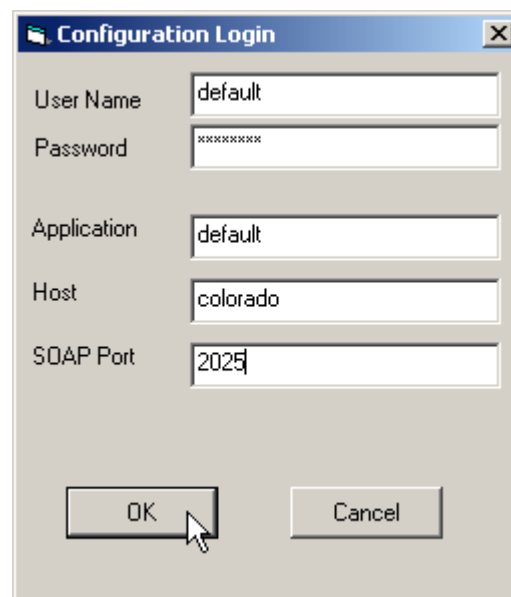 Configuration Login
User Name default
Password ********
Application default
Host colorado
SOAP Port 2025
OK Cancel